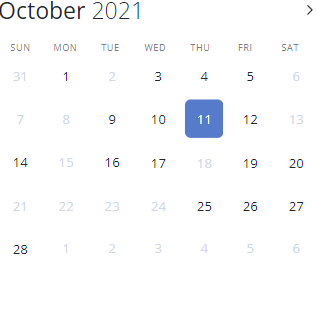 October 2021
SUN MON TUE WED THU FRI SAT
31 1 2 3 4 5 6
7 8 9 10 11 12 13
14 15 16 17 18 19 20
21 22 23 24 25 26 27
28 1 2 3 4 5 6